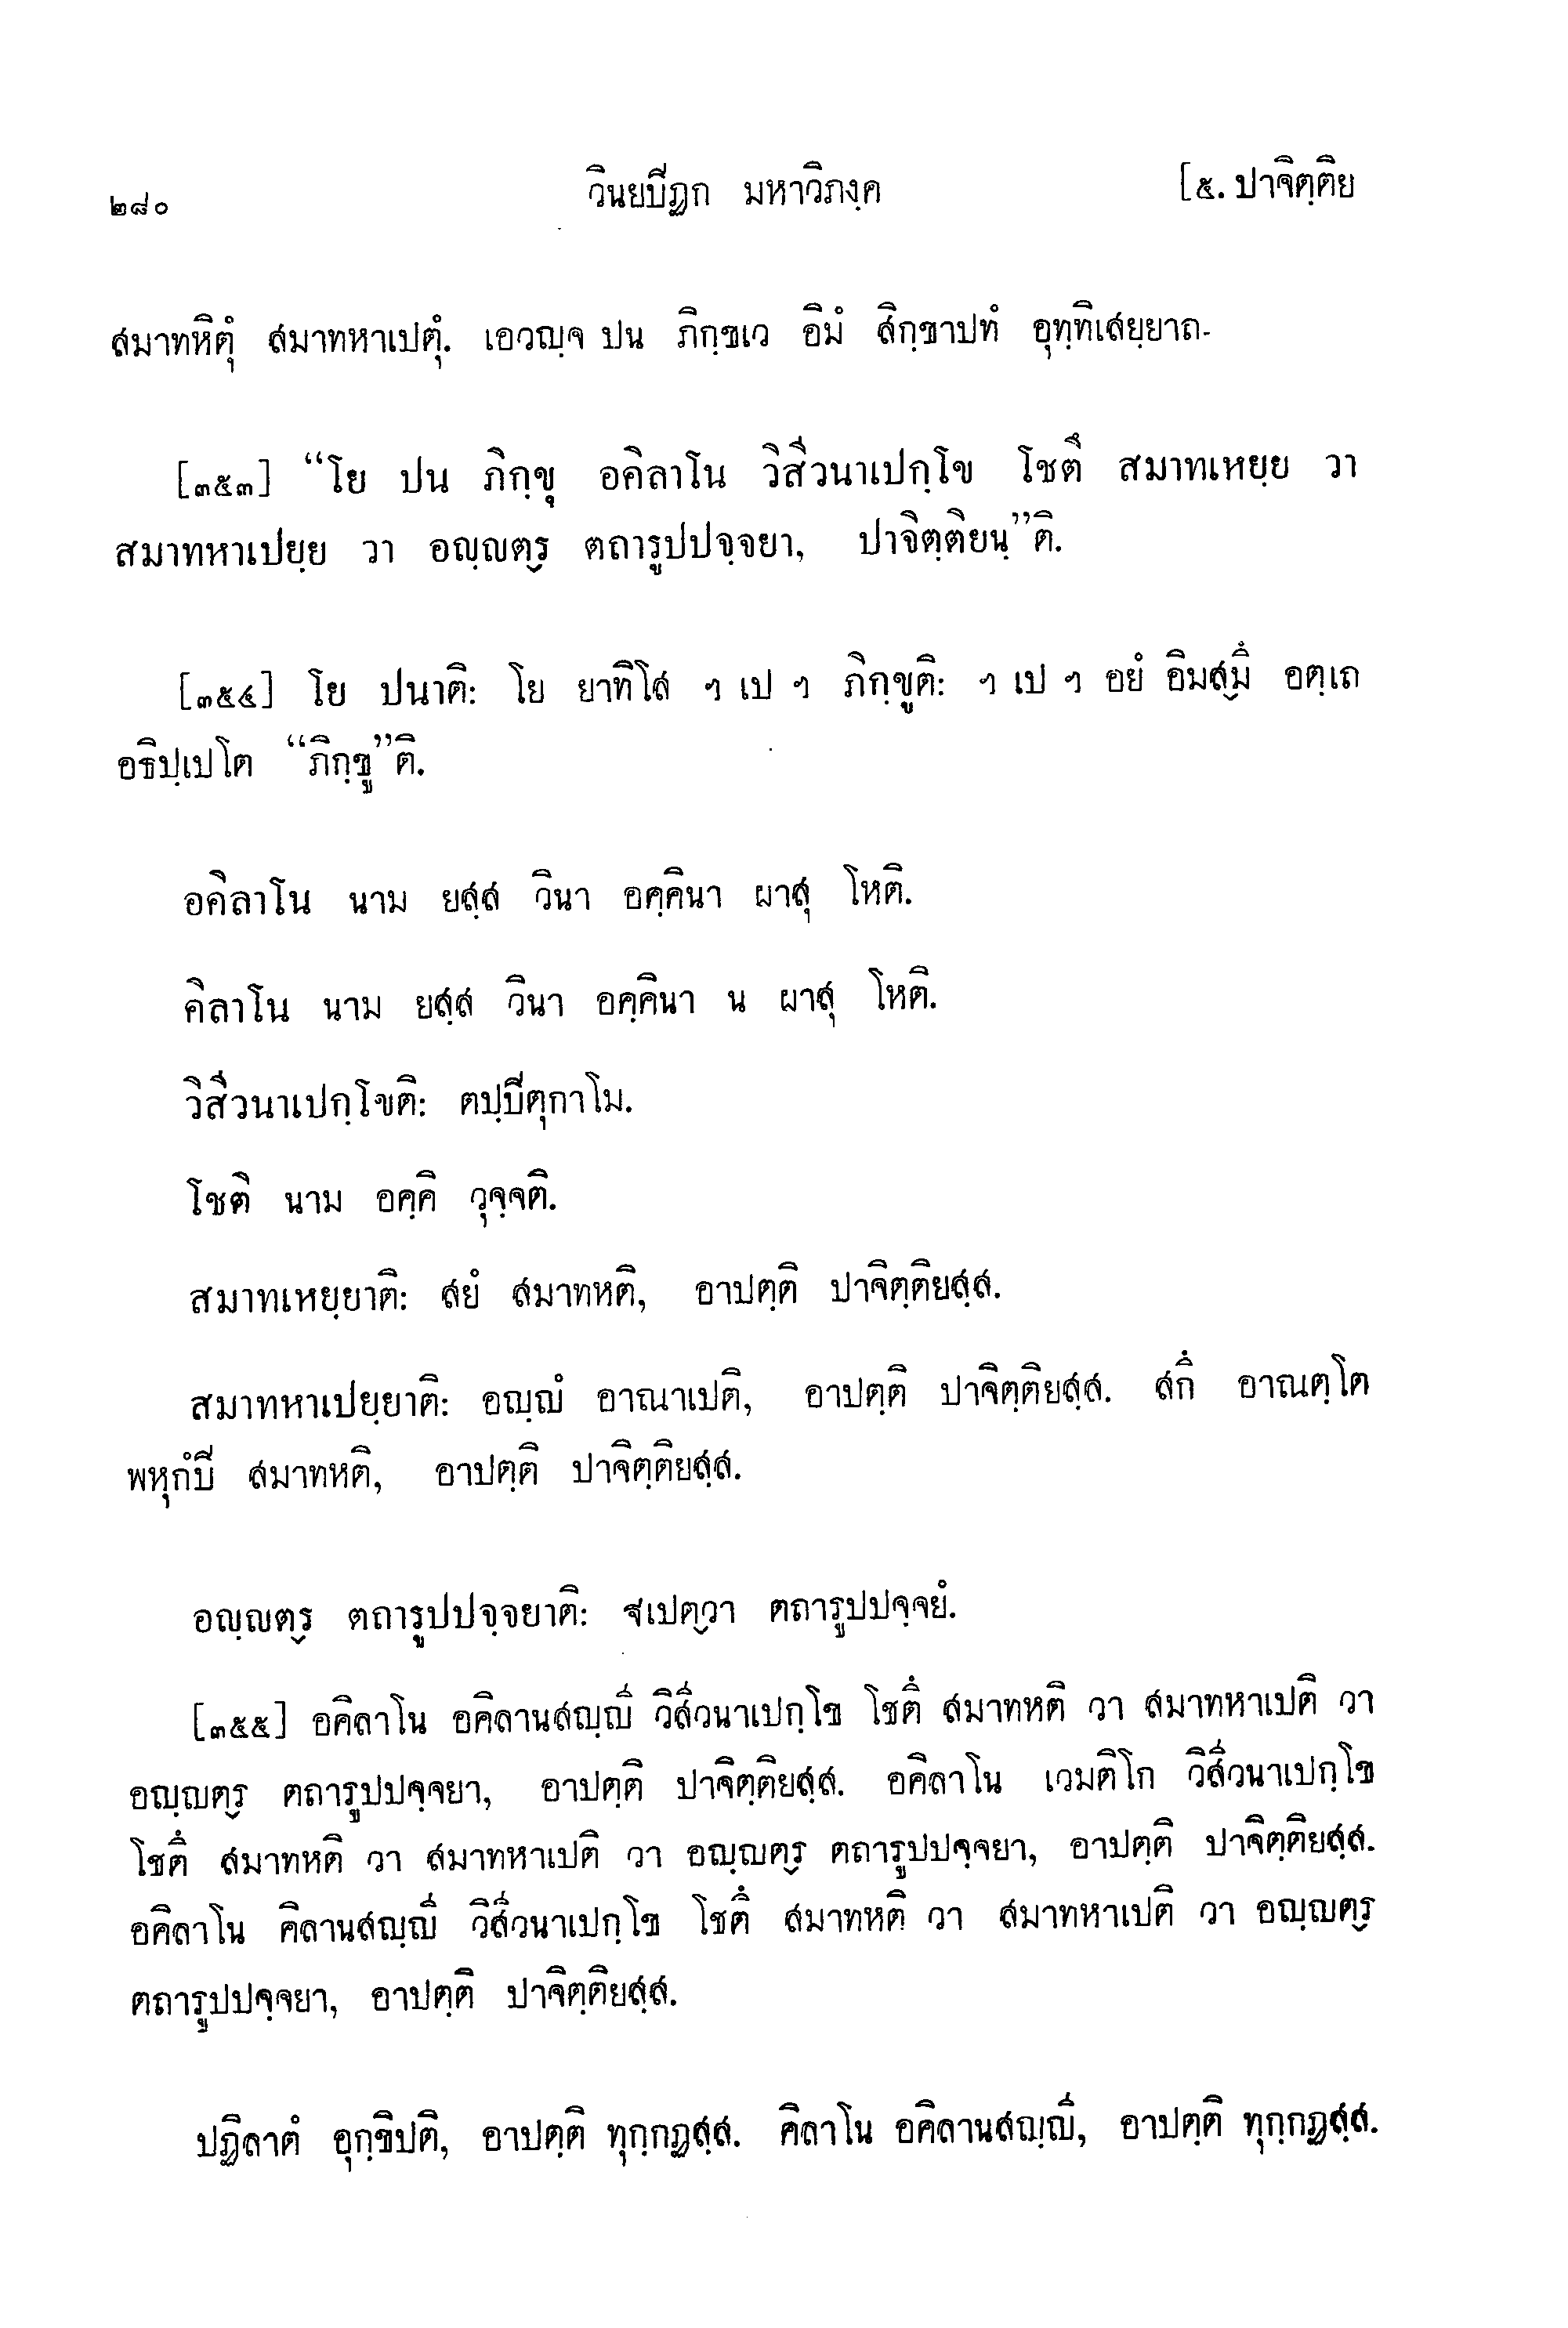 ๒๘๐ วินยปีฏก มหาวิภงฺค [๕. ปาจิตฺติย
สมาทหิตุํ สมาทหาเปตุํ. เอวญฺจ ปน ภิกฺขเว อิมํ สิกฺขาปทํ อุทฺทิเสยฺยาถ-
[๓๕๓] “โย ปน ภิกฺขุ อคิลาโน วิสีวนาเปกฺโข โชตึ สมาทเหยฺย วา
สมาทหาเปยฺย วา อญฺญตฺร ตถารูปปจฺจยา, ปาจิตฺติยนฺ”ติ.
[๓๕๔] โย ปนาติ: โย ยาทิโส ฯ เป ฯ ภิกฺขูติ: ฯ เป ฯ อยํ อิมสฺมึ อตฺเถ
อธิปฺเปโต “ภิกฺขู”ติ.
อคิลาโน นาม ยสฺส วินา อคฺคินา ผาสุ โหติ.
คิลาโน นาม ยสฺส วินา อคฺคินา น ผาสุ โหติ.
วิสีวนาเปกฺโขติ: ตปฺปีตุกาโม.
โชติ นาม อคฺคิ วุจฺจติ.
สมาทเหยฺยาติ: สยํ สมาทหติ, อาปตฺติ ปาจิตฺติยสฺส.
สมาทหาเปยฺยาติ: อญฺญํ อาณาเปติ, อาปตฺติ ปาจิตฺติยสฺส. สกึ อาณตฺโต
พหุกํปี สมาทหติ, อาปตฺติ ปาจิตฺติยสฺส.
อญฺญตฺร ตถารูปปจฺจยาติ: ฐเปตฺวา ตถารูปปจฺจยํ.
[๓๕๕] อคิลาโน อคิลานสญฺญี วิสีวนาเปกฺโข โชตึ สมาทหติ วา สมาทหาเปติ วา
อญฺญตฺร ตถารูปปจฺจยา, อาปตฺติ ปาจิตฺติยสฺส. อคิลาโน เวมติโก วิสีวนาเปกฺโข
โชตึ สมาทหติ วา สมาทหาเปติ วา อญฺญตฺร ตถารูปปจฺจยา, อาปตฺติ ปาจิตฺติยสฺส.
อคิลาโน คิลานสญฺญี วิสีวนาเปกฺโข โชตึ สมาทหติ วา สมาทหาเปติ วา อญฺญตฺร
ตถารูปปจฺจยา, อาปตฺติ ปาจิตฺติยสฺส.
ปฏิลาตํ อุกฺขิปติ, อาปตฺติ ทุกฺกฏสฺส. คิลาโน อคิลานสญฺญี, อาปตฺติ ทุกฺกฏสฺส.